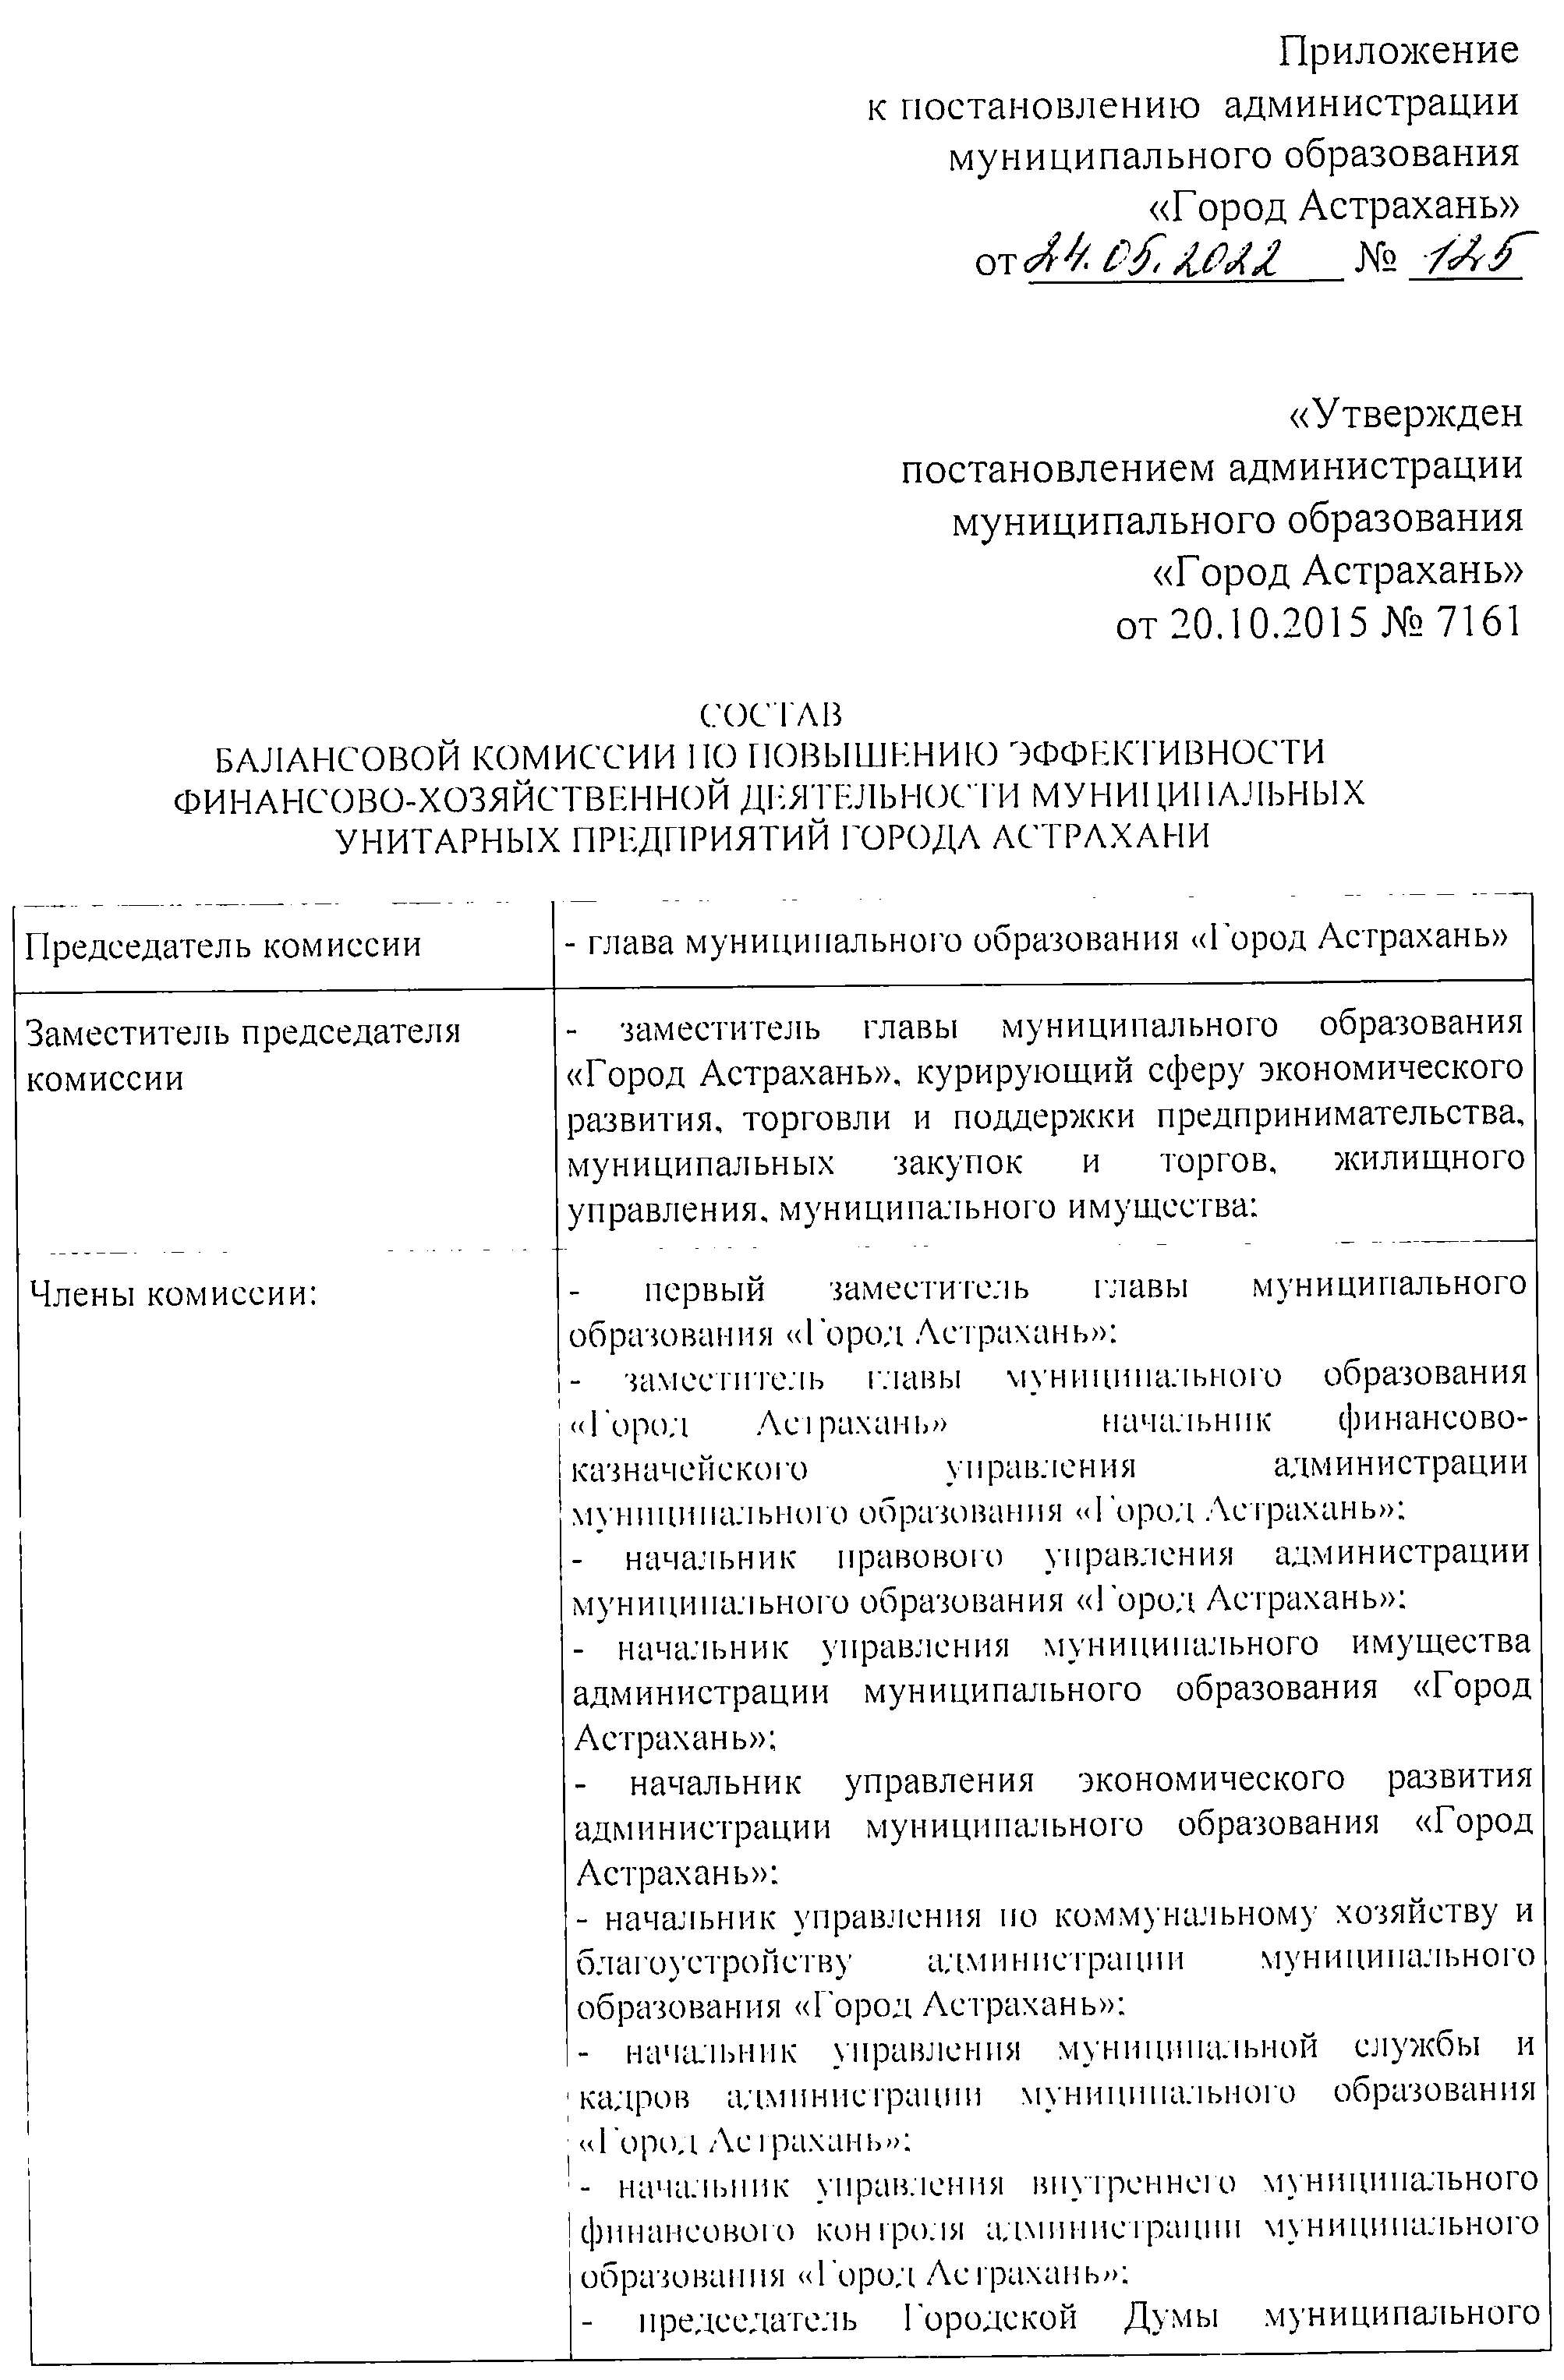 Приложение
к постановлению администрации
муниципального образования
«Город Астрахань»
от 24.05.2022 № 125
«Утвержден
постановлением администрации
муниципального образования
«Город Астрахань»
от 20.10.2015 № 7161
СОСТАВ
БАЛАНСОВОЙ КОМИССИИ ПО ПОВЫШЕНИЮ ЭФФЕКТИВНОСТИ
ФИНАНСОВО-ХОЗЯЙСТВЕННОЙ ДЕЯТЕЛЬНОСТИ МУНИЦИПАЛЬНЫХ
УНИТАРНЫХ ПРЕДПРИЯТИЙ ГОРОДА АСТРАХАНИ
Председатель комиссии
- глава муниципального образования «Город Астрахань»
Заместитель председателя
комиссии
- заместитель главы муниципального образования
«Город Астрахань», курирующий сферу экономического
развития, торговли и поддержки предпринимательства,
муниципальных закупок и торгов, жилищного
управления, муниципального имущества;
Члены комиссии:
- первый заместитель главы муниципального
образования «Город Астрахань»;
- заместитель главы муниципального образования
«Город Астрахань» начальник финансово-
казначейского управления администрации
муниципального образования «Город Астрахань»;
- начальник правового управления администрации
муниципального образования «Город Астрахань»;
- начальник управления муниципального имущества
администрации муниципального образования «Город
Астрахань»;
- начальник управления экономического развития
администрации муниципального образования «Город
Астрахань»;
- начальник управления по коммунальному хозяйству и
благоустройству администрации муниципального
образования «Город Астрахань»;
- начальник управления муниципальной службы и
кадров администрации муниципального образования
«Город Астрахань»;
- начальник управления внутреннего муниципального
финансового контроля администрации муниципального
образования «Город Астрахань»;
- председатель Городской Думы муниципального